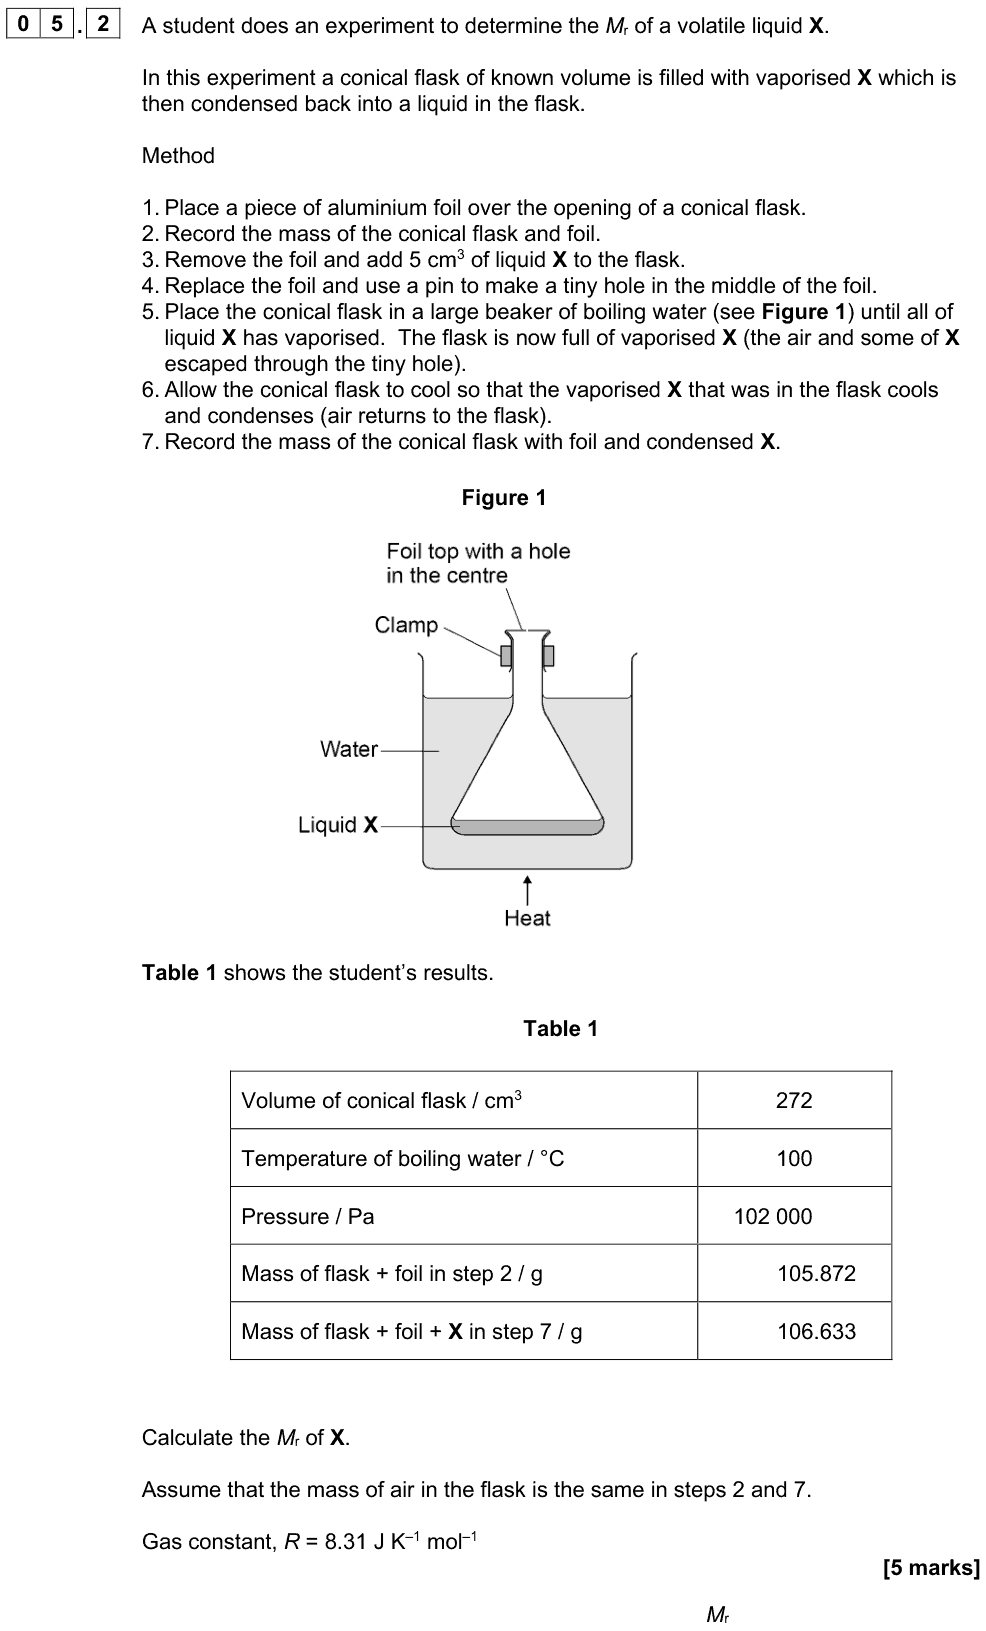 0 5 . 2 A student does an experiment to determine the Mr of a volatile liquid X.
In this experiment a conical flask of known volume is filled with vaporised X which is
then condensed back into a liquid in the flask.
Method
1. Place a piece of aluminium foil over the opening of a conical flask.
2. Record the mass of the conical flask and foil.
3. Remove the foil and add 5 cm³ of liquid X to the flask.
4. Replace the foil and use a pin to make a tiny hole in the middle of the foil.
5. Place the conical flask in a large beaker of boiling water (see Figure 1) until all of
liquid X has vaporised. The flask is now full of vaporised X (the air and some of X
escaped through the tiny hole).
6. Allow the conical flask to cool so that the vaporised X that was in the flask cools
and condenses (air returns to the flask).
7. Record the mass of the conical flask with foil and condensed X.
Figure 1
Foil top with a hole
in the centre
Clamp
Water
Liquid X
Heat
Table 1 shows the student’s results.
Table 1
Volume of conical flask / cm³ 272
Temperature of boiling water / °C 100
Pressure / Pa 102 000
Mass of flask + foil in step 2 / g 105.872
Mass of flask + foil + X in step 7 / g 106.633
Calculate the Mr of X.
Assume that the mass of air in the flask is the same in steps 2 and 7.
Gas constant, R = 8.31 J K⁻¹ mol⁻¹
[5 marks]
Mr